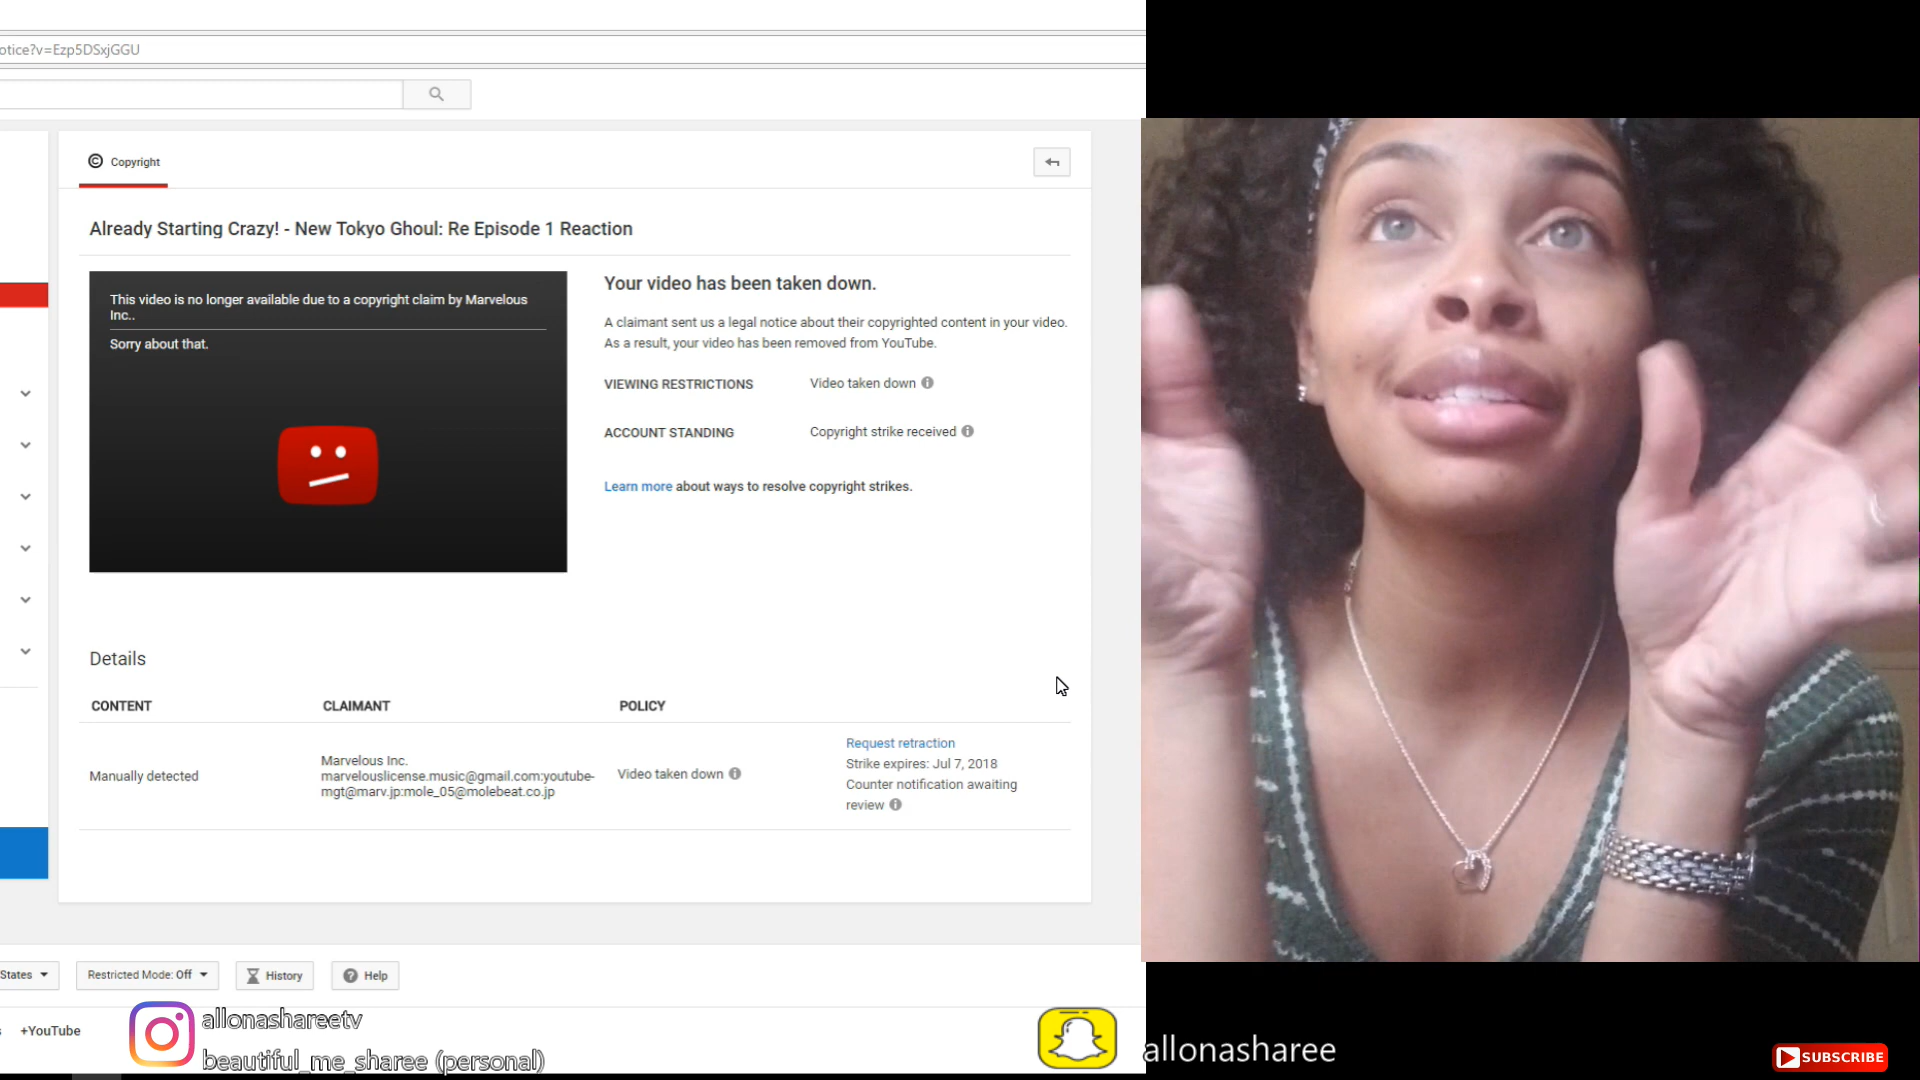 otice?v=Ezp5DSxjGGU
Copyright
Already Starting Crazy! - New Tokyo Ghoul: Re Episode 1 Reaction
This video is no longer available due to a copyright claim by Marvelous
Inc..
Sorry about that.
Your video has been taken down.
A claimant sent us a legal notice about their copyrighted content in your video.
As a result, your video has been removed from YouTube.
VIEWING RESTRICTIONS Video taken down
ACCOUNT STANDING Copyright strike received
Learn more about ways to resolve copyright strikes.
Details
CONTENT CLAIMANT POLICY
Manually detected
Marvelous Inc.
marvelouslicense.music@gmail.com:youtube-
mgt@marv.jp:mole_05@molebeat.co.jp
Video taken down
Request retraction
Strike expires: Jul 7, 2018
Counter notification awaiting
review
States Restricted Mode: Off History Help
s +YouTube
allonashareetv
beautiful_me_sharee (personal)
allonasharee
SUBSCRIBE